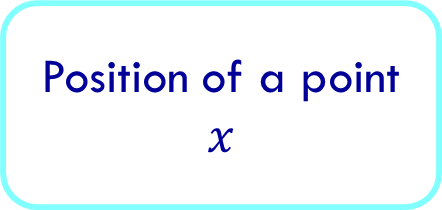 Position of a point
x